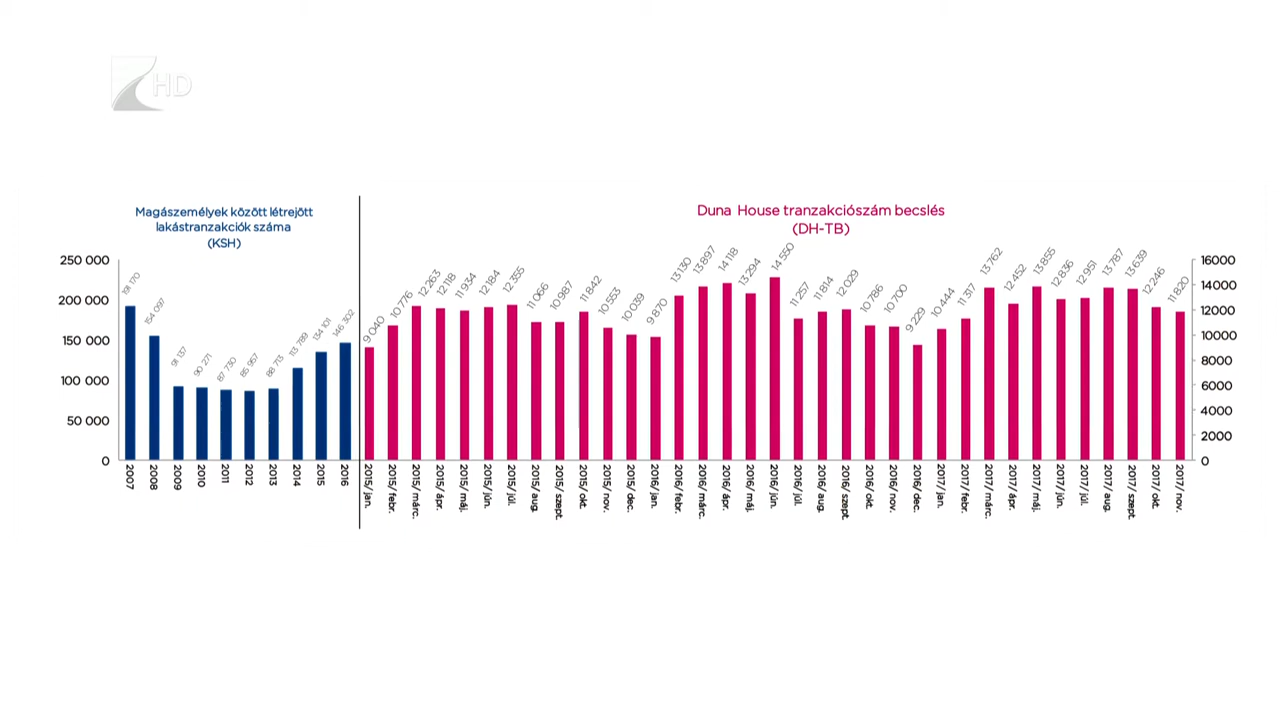 HD
Magászemélyek között létrejött
lakástranzakciók száma
(KSH)
Duna House tranzakciószám becslés
(DH-TB)
250 000
200 000
150 000
100 000
50 000
0
191 170
154 097
91 137
90 271
87 730
85 957
88 713
113 789
134 101
146 302
9 040
10 776
12 263
12 118
11 934
12 184
12 355
11 066
10 987
11 842
10 553
10 039
9 870
13 130
13 897
14 118
13 294
14 550
11 257
11 814
12 029
10 786
10 700
9 229
10 444
11 317
13 762
12 452
13 855
12 836
12 951
13 787
13 639
12 246
11 820
16000
14000
12000
10000
8000
6000
4000
2000
0
2007
2008
2009
2010
2011
2012
2013
2014
2015
2016
2015/ jan.
2015/ febr.
2015/ márc.
2015/ ápr.
2015/ máj.
2015/ jún.
2015/ júl.
2015/ aug.
2015/ szept.
2015/ okt.
2015/ nov.
2015/ dec.
2016/ jan.
2016/ febr.
2016/ márc.
2016/ ápr.
2016/ máj.
2016/ jún.
2016/ júl.
2016/ aug.
2016/ szept.
2016/ okt.
2016/ nov.
2016/ dec.
2017/ jan.
2017/ febr.
2017/ márc.
2017/ ápr.
2017/ máj.
2017/ jún.
2017/ júl.
2017/ aug.
2017/ szept.
2017/ okt.
2017/ nov.